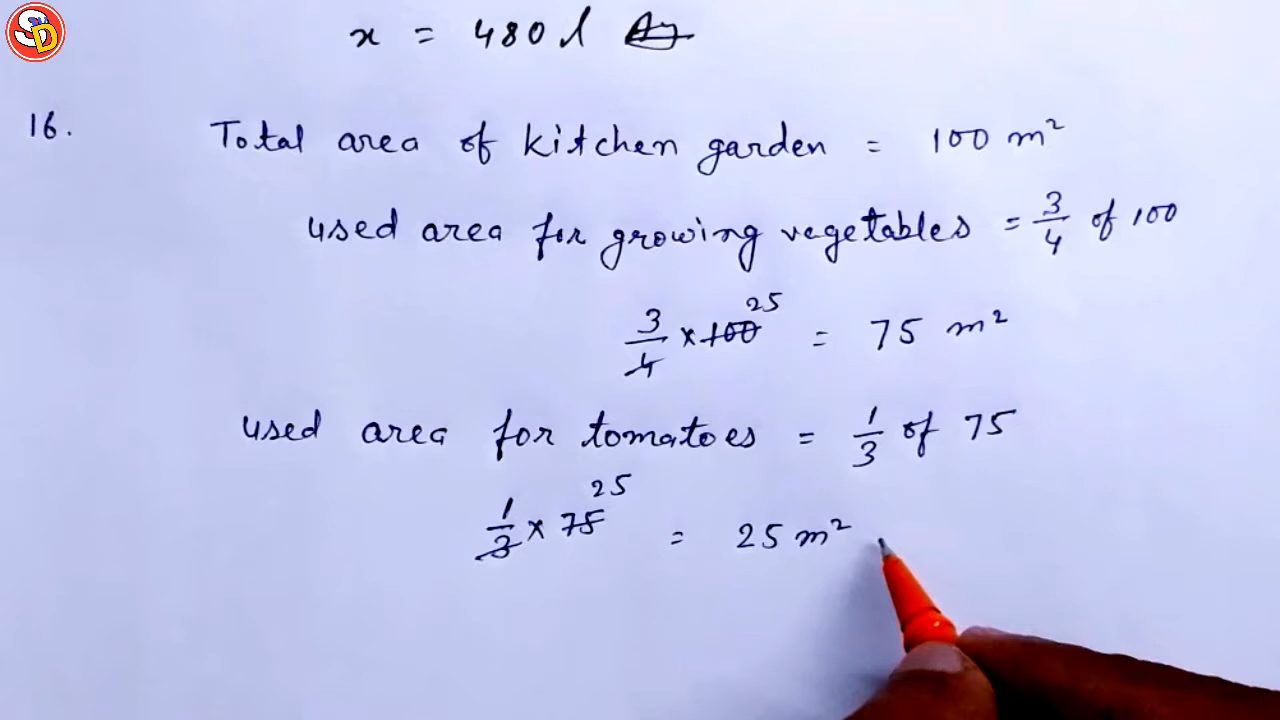 SD
x = 480 l Ans
16. Total area of kitchen garden = 100 m²
used area for growing vegetables = 3/4 of 100
3/4 × 100 25 = 75 m²
used area for tomatoes = 1/3 of 75
1/3 × 75 25 = 25 m²